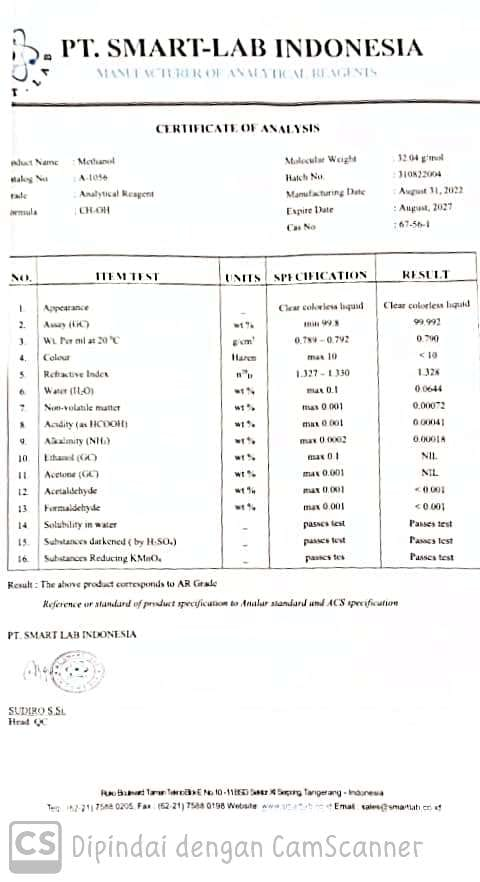 PT. SMART-LAB INDONESIA
MANUFACTURER OF ANALYTICAL REAGENTS
CERTIFICATE OF ANALYSIS
oduct Name : Methanol
atalog No : A-1056
rade : Analytical Reagent
ormula : CH3OH
Molecular Weight : 32.04 g/mol
Batch No. : 310822004
Manufacturing Date : August 31, 2022
Expire Date : August, 2027
Cas No : 67-56-1
NO. ITEM TEST UNITS SPECIFICATION RESULT
1. Appearance - Clear colorless liquid Clear colorless liquid
2. Assay (GC) wt % min 99.8 99.992
3. Wt. Per ml at 20 °C g/cm³ 0.789 – 0.792 0.790
4. Colour Hazen max 10 < 10
5. Refractive Index n²⁰D 1.327 – 1.330 1.328
6. Water (H2O) wt % max 0.1 0.0644
7. Non-volatile matter wt % max 0.001 0.00072
8. Acidity (as HCOOH) wt % max 0.001 0.00041
9. Alkalinity (NH3) wt % max 0.0002 0.00018
10. Ethanol (GC) wt % max 0.1 NIL
11. Acetone (GC) wt % max 0.001 NIL
12. Acetaldehyde wt % max 0.001 < 0.001
13. Formaldehyde wt % max 0.001 < 0.001
14. Solubility in water - passes test Passes test
15. Substances darkened ( by H2SO4) - passes test Passes test
16. Substances Reducing KMnO4 - passes tes Passes test
Result : The above product corresponds to AR Grade
Reference or standard of product specification to Analar standard and ACS specification
PT. SMART LAB INDONESIA
SUDIRO S.Si.
Head QC
Ruko Boulevard Taman Tekno Blok E No. 10 -11 BSD Sektor XI Serpong, Tangerang - Indonesia
Telp : (62-21) 7588 0205, Fax : (62-21) 7588 0198 Website: Email : sales@smartlab.co.id
CS Dipindai dengan CamScanner